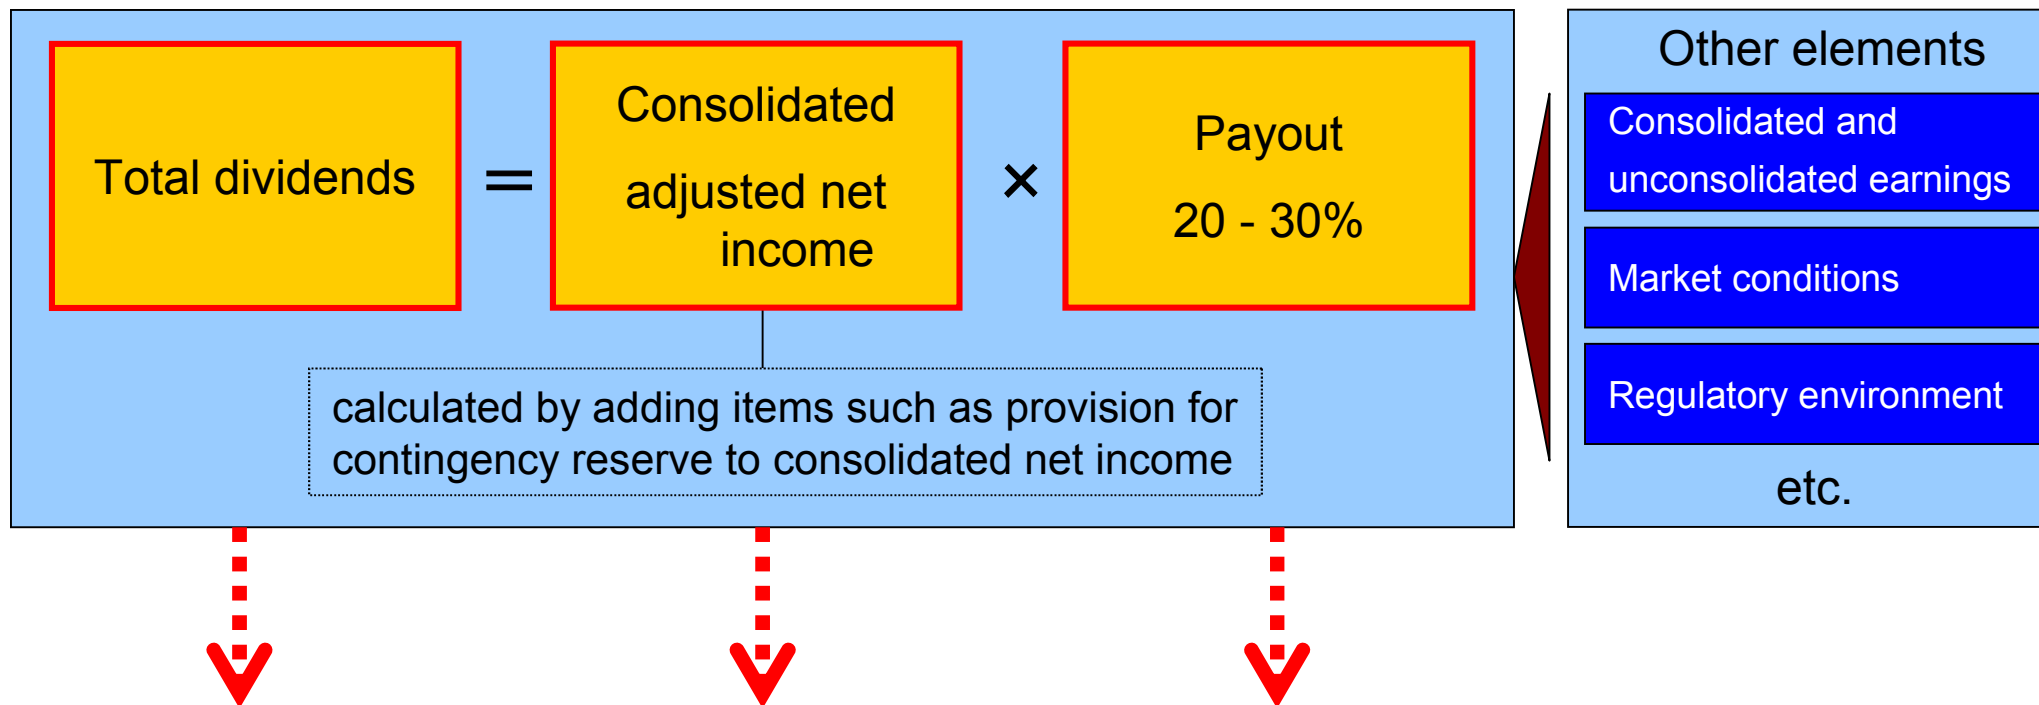 Total dividends
=
Consolidated
adjusted net
income
×
Payout
20 - 30%
calculated by adding items such as provision for
contingency reserve to consolidated net income
Other elements
Consolidated and
unconsolidated earnings
Market conditions
Regulatory environment
etc.